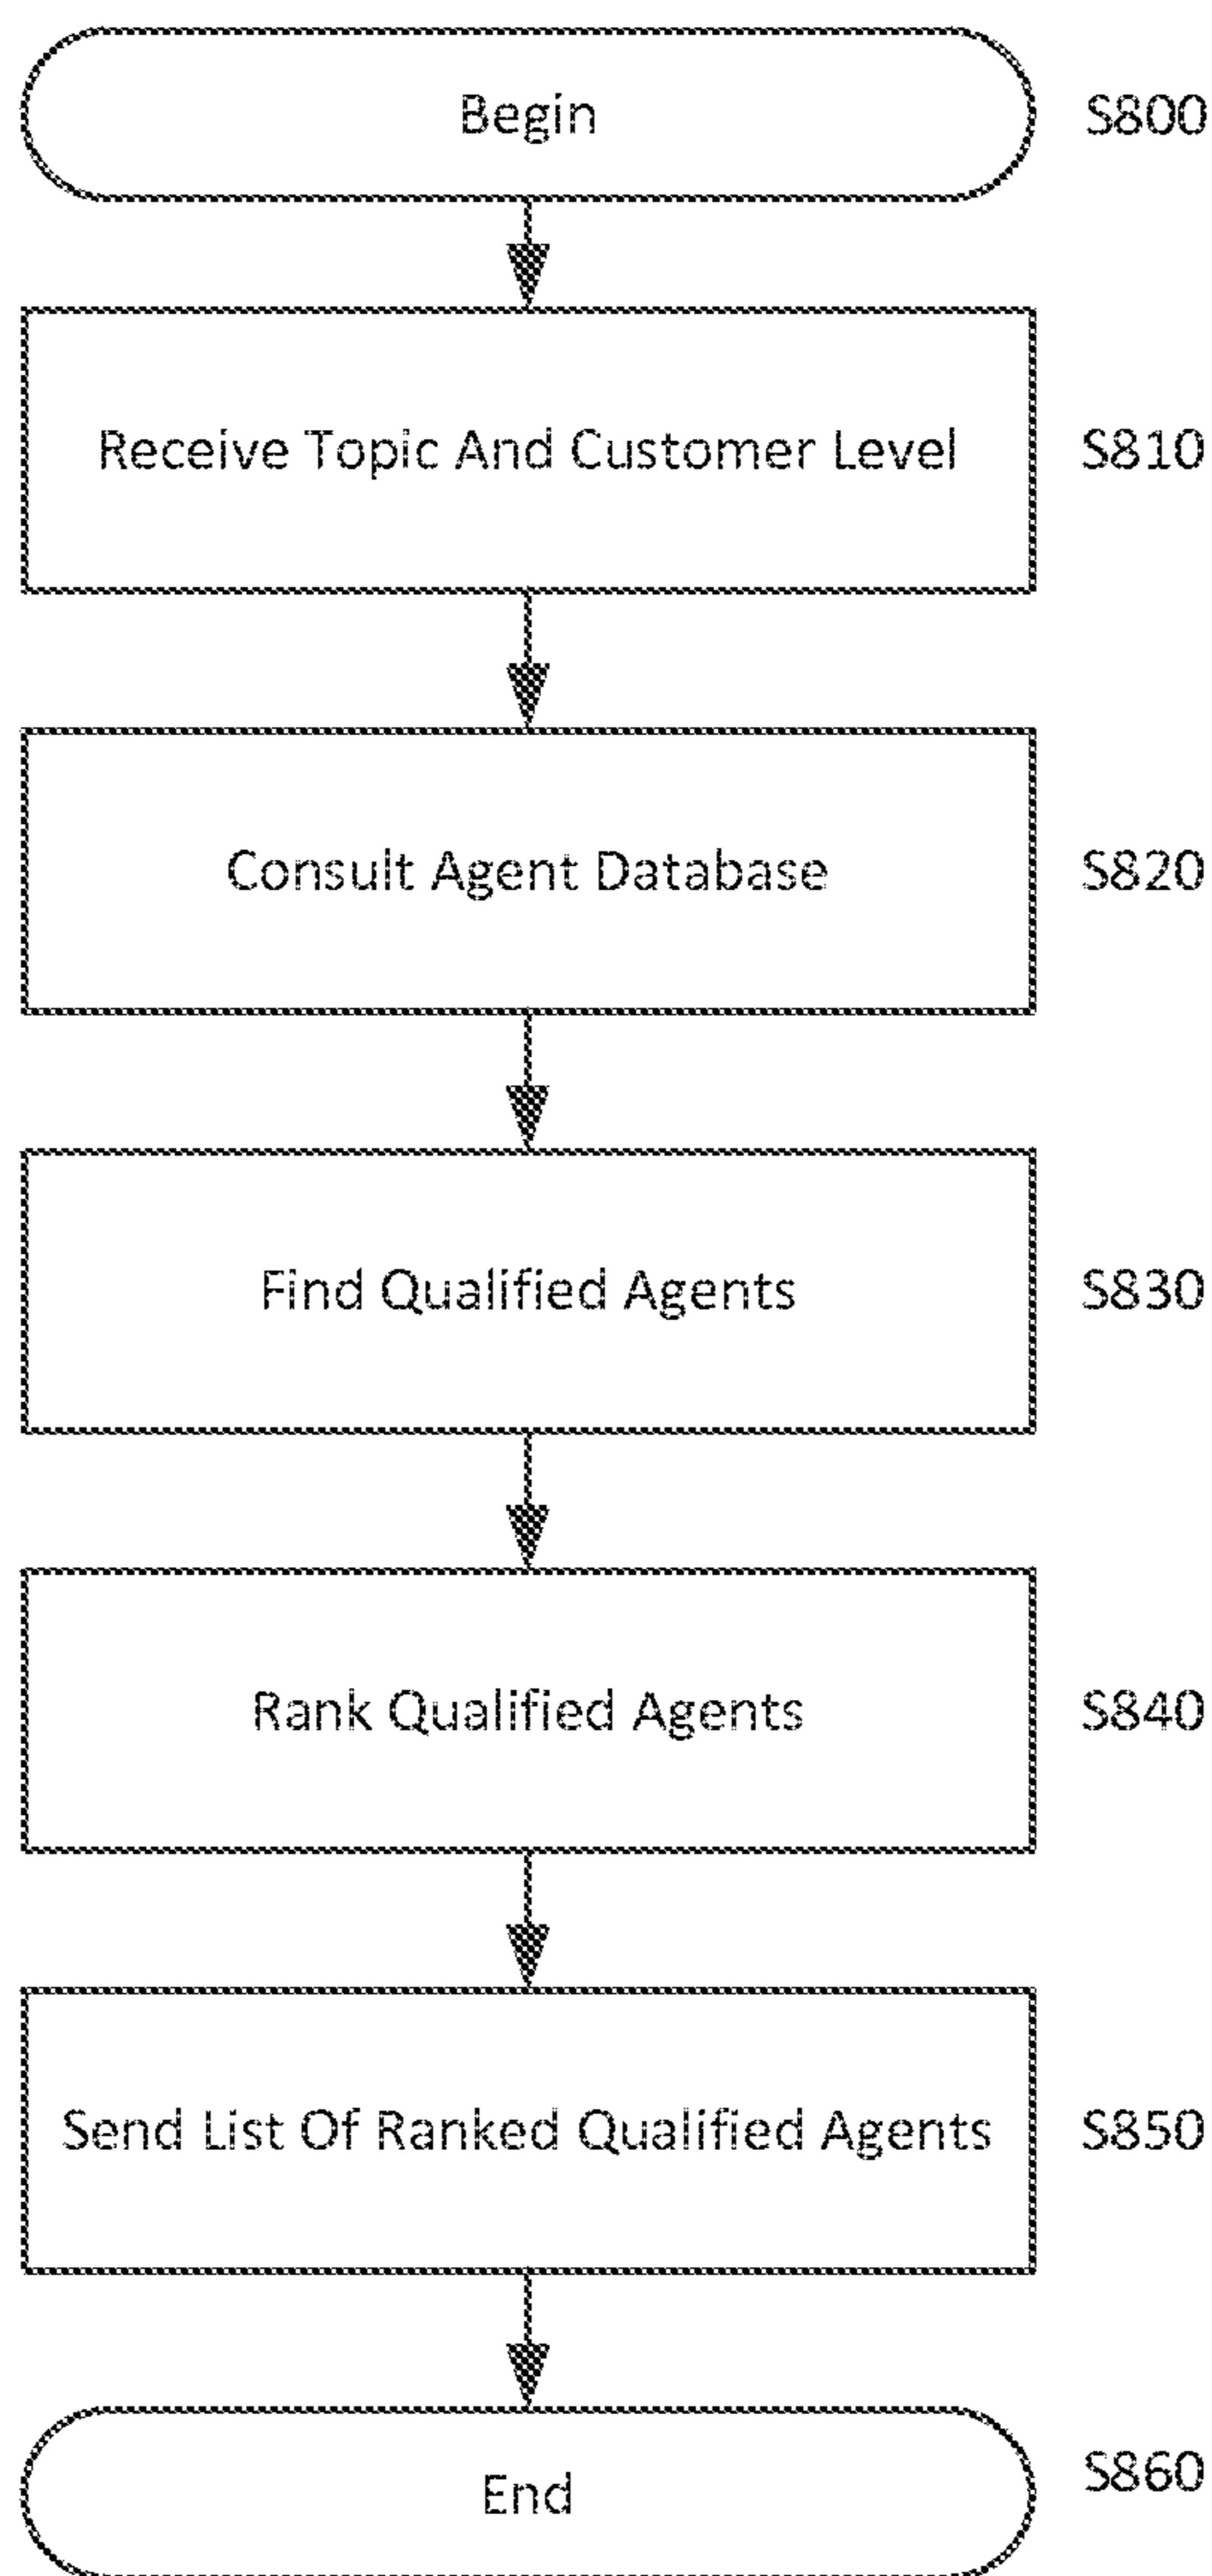 Begin S800
Receive Topic And Customer Level S810
Consult Agent Database S820
Find Qualified Agents S830
Rank Qualified Agents S840
Send List Of Ranked Qualified Agents S850
End S860